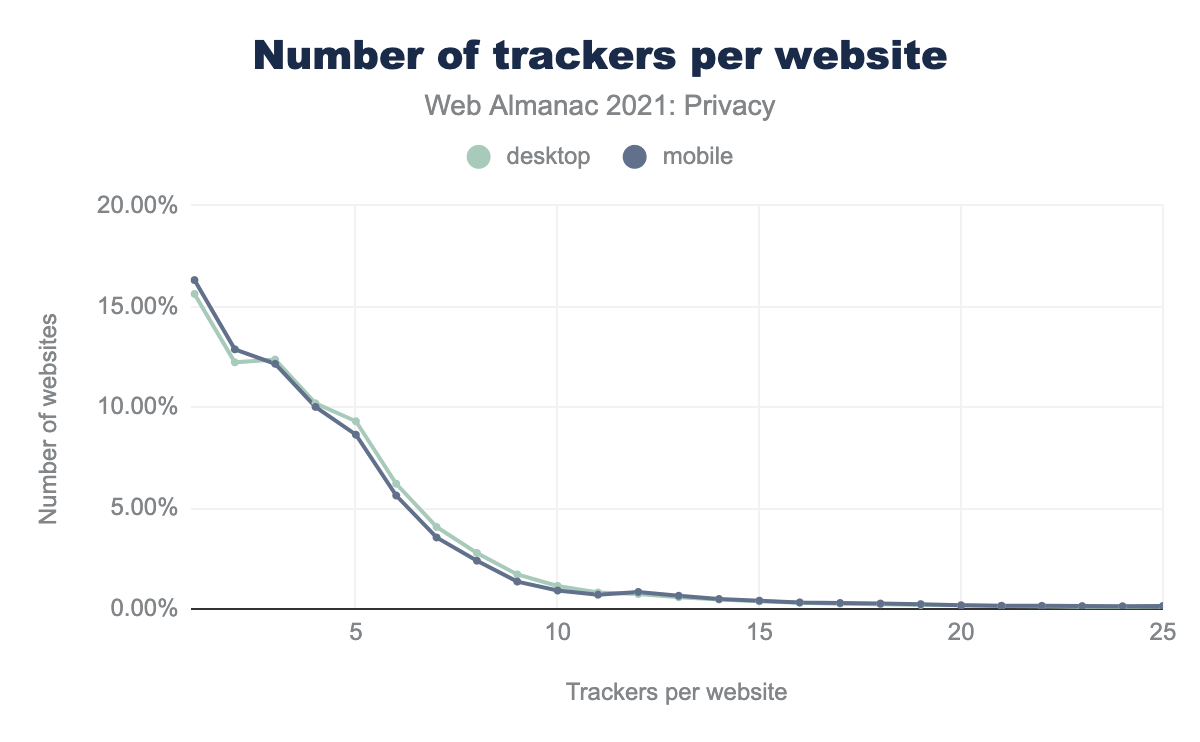 Number of trackers per website
Web Almanac 2021: Privacy
desktop mobile
20.00%
15.00%
10.00%
5.00%
0.00%
Number of websites
5 10 15 20 25
Trackers per website